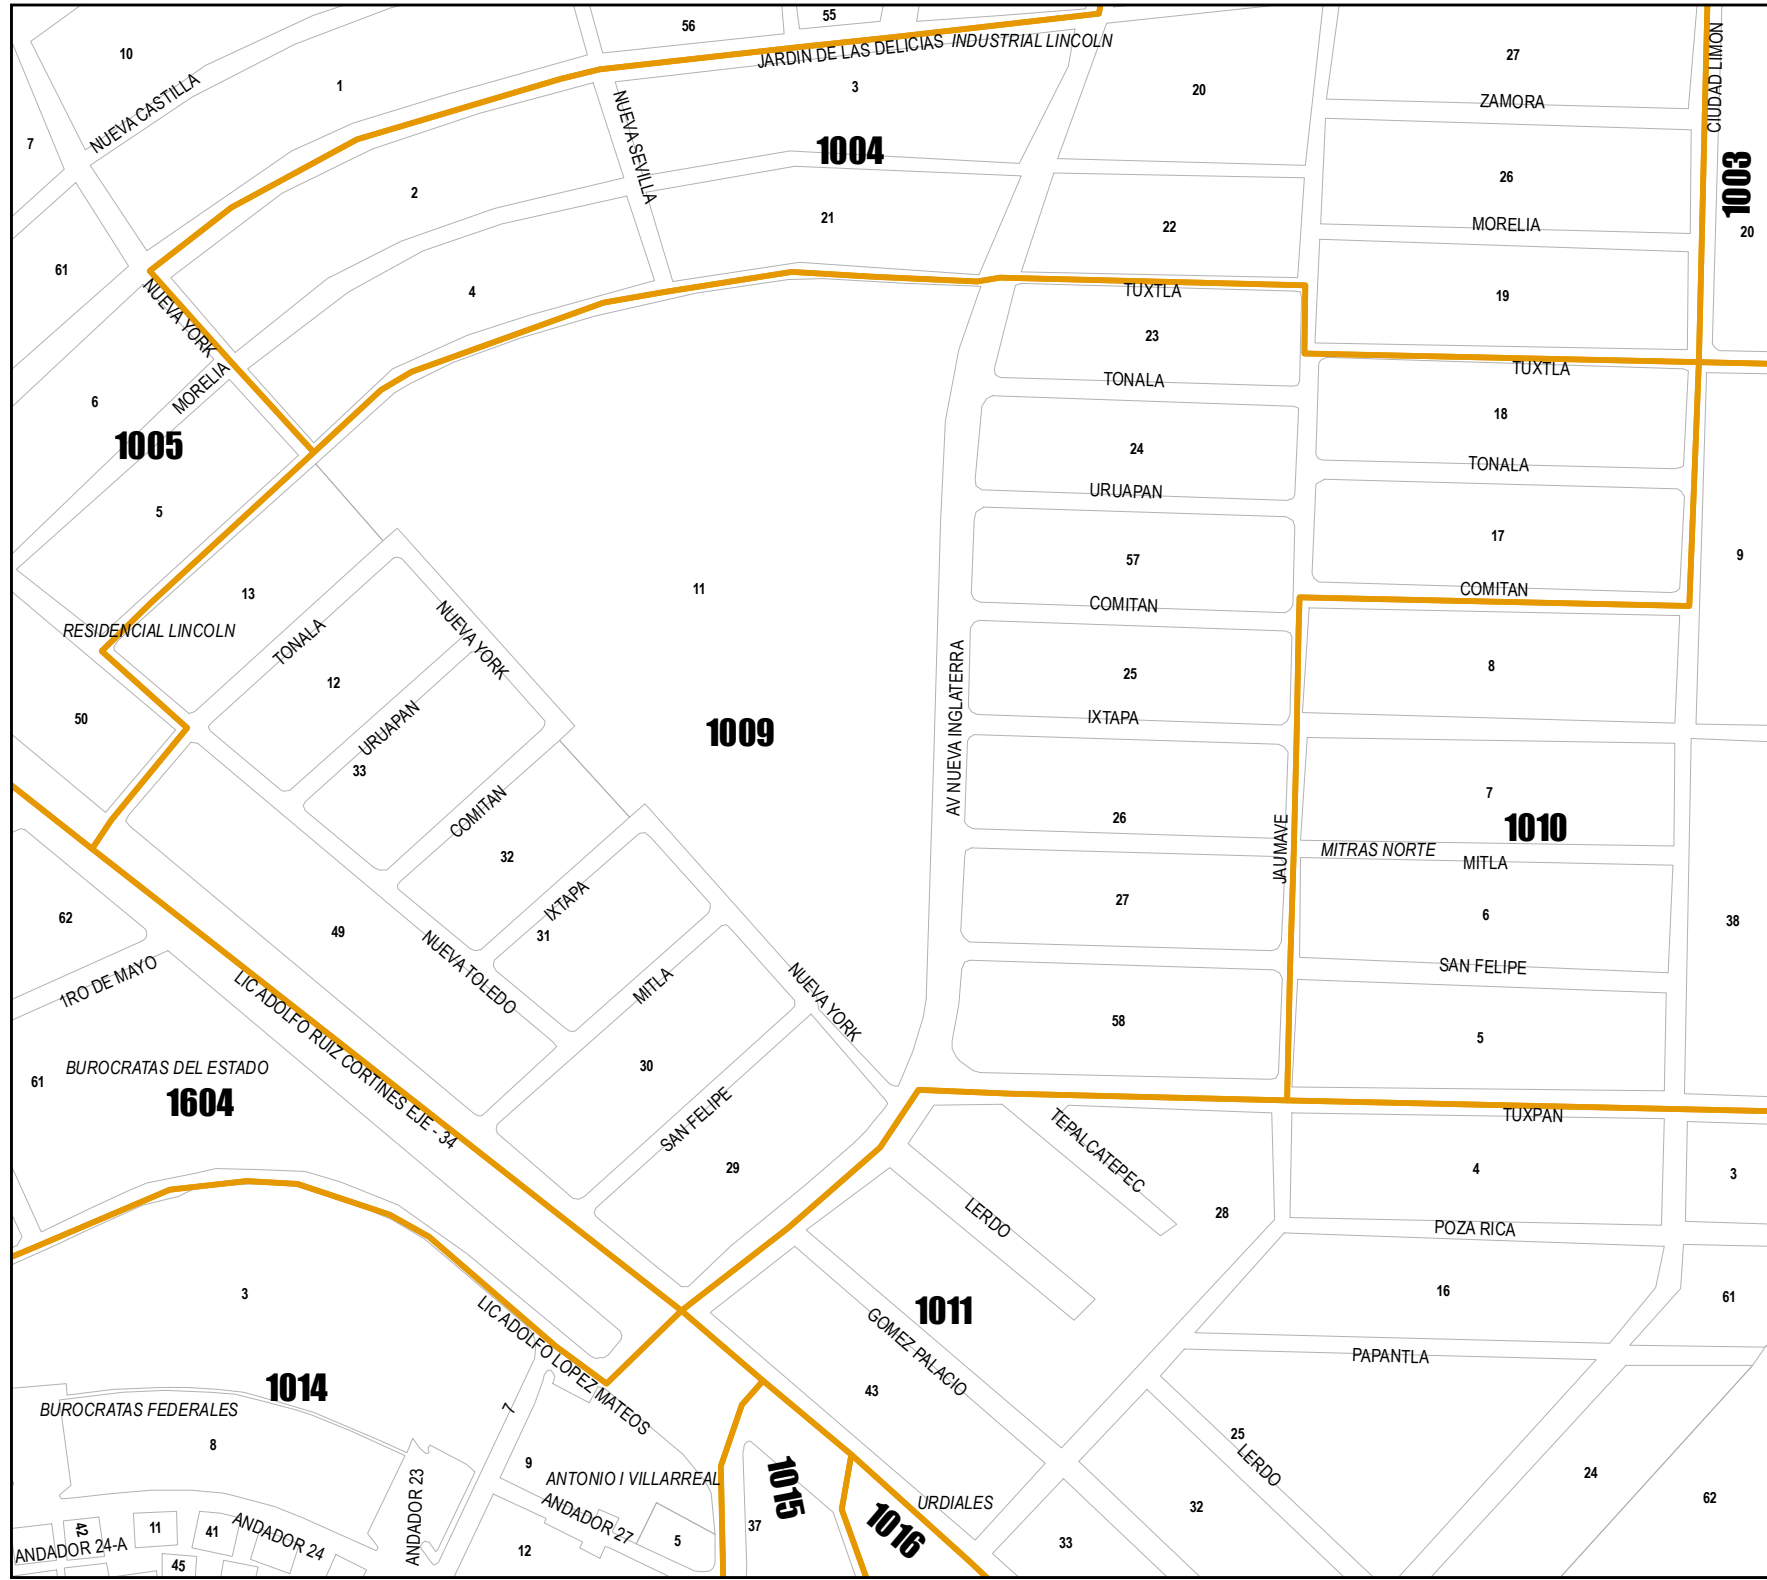 56
55
10
JARDIN DE LAS DELICIAS
INDUSTRIAL LINCOLN
27
CIUDAD LIMON
1
3
20
NUEVA CASTILLA
ZAMORA
7
NUEVA SEVILLA
1004
26
1003
2
21
22
MORELIA
20
61
4
NUEVA YORK
TUXTLA
19
23
TUXTLA
MORELIA
TONALA
6
18
1005
24
TONALA
URUAPAN
5
17
57
9
13
11
COMITAN
COMITAN
RESIDENCIAL LINCOLN
TONALA
NUEVA YORK
AV NUEVA INGLATERRA
25
8
12
50
URUAPAN
1009
IXTAPA
33
7
COMITAN
26
1010
JAUMAVE
MITRAS NORTE
MITLA
32
IXTAPA
27
6
62
49
31
38
NUEVA TOLEDO
SAN FELIPE
1RO DE MAYO
MITLA
NUEVA YORK
LIC ADOLFO RUIZ CORTINES EJE - 34
58
5
BUROCRATAS DEL ESTADO
30
61
1604
SAN FELIPE
TUXPAN
TEPALCATEPEC
29
4
3
28
LERDO
POZA RICA
3
16
61
1011
LIC ADOLFO LOPEZ MATEOS
GOMEZ PALACIO
PAPANTLA
1014
43
BUROCRATAS FEDERALES
7
25
8
9
LERDO
24
ANTONIO I VILLARREAL
1015
62
URDIALES
32
ANDADOR 23
ANDADOR 27
37
1016
42
11
41
ANDADOR 24
5
33
ANDADOR 24-A
45
12